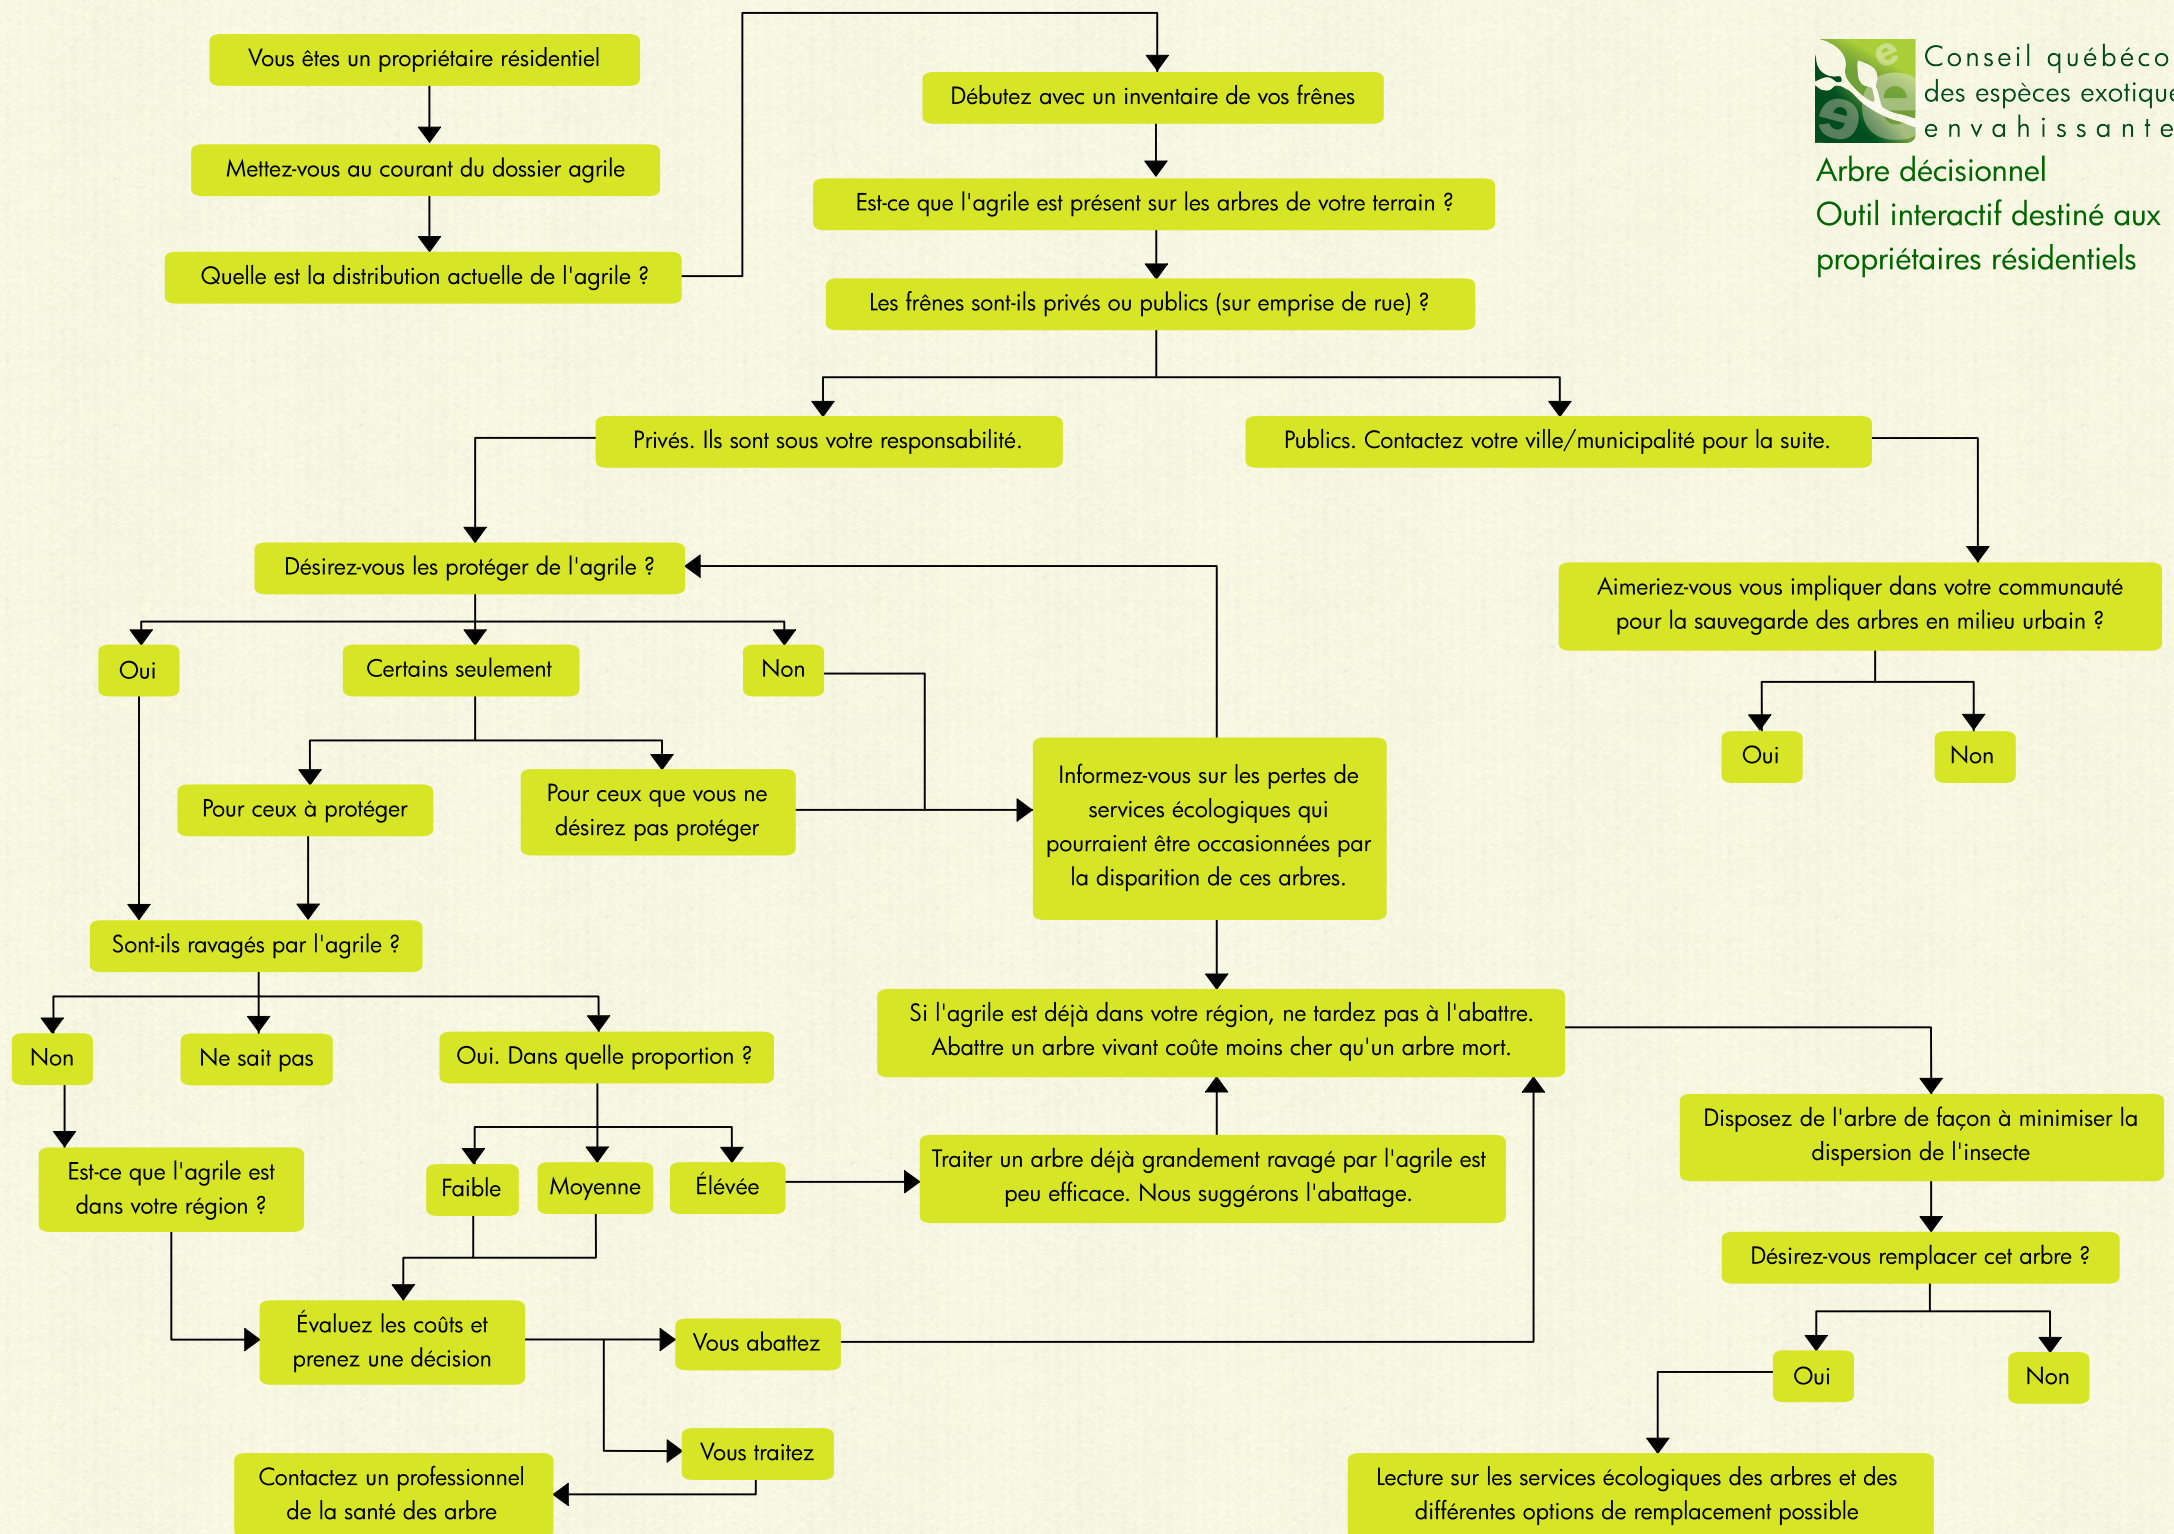 Vous êtes un propriétaire résidentiel
Mettez-vous au courant du dossier agrile
Quelle est la distribution actuelle de l'agrile ?
Débutez avec un inventaire de vos frênes
Est-ce que l'agrile est présent sur les arbres de votre terrain ?
Les frênes sont-ils privés ou publics (sur emprise de rue) ?
Conseil québéco
des espèces exotique
envahissante
Arbre décisionnel
Outil interactif destiné aux
propriétaires résidentiels
Privés. Ils sont sous votre responsabilité.
Publics. Contactez votre ville/municipalité pour la suite.
Désirez-vous les protéger de l'agrile ?
Aimeriez-vous vous impliquer dans votre communauté
pour la sauvegarde des arbres en milieu urbain ?
Oui
Certains seulement
Non
Oui
Non
Pour ceux à protéger
Pour ceux que vous ne
désirez pas protéger
Informez-vous sur les pertes de
services écologiques qui
pourraient être occasionnées par
la disparition de ces arbres.
Sont-ils ravagés par l'agrile ?
Non
Ne sait pas
Oui. Dans quelle proportion ?
Si l'agrile est déjà dans votre région, ne tardez pas à l'abattre.
Abattre un arbre vivant coûte moins cher qu'un arbre mort.
Disposez de l'arbre de façon à minimiser la
dispersion de l'insecte
Est-ce que l'agrile est
dans votre région ?
Faible
Moyenne
Élévée
Traiter un arbre déjà grandement ravagé par l'agrile est
peu efficace. Nous suggérons l'abattage.
Désirez-vous remplacer cet arbre ?
Évaluez les coûts et
prenez une décision
Vous abattez
Oui
Non
Vous traitez
Contactez un professionnel
de la santé des arbre
Lecture sur les services écologiques des arbres et des
différentes options de remplacement possible